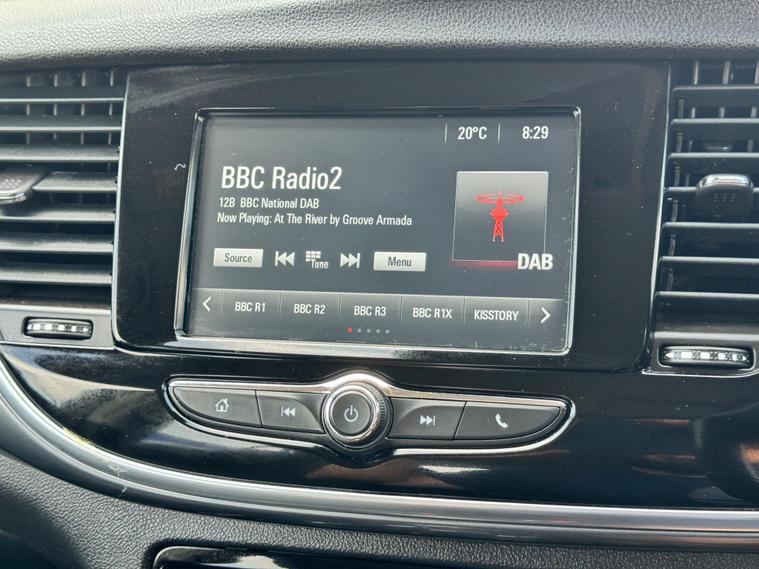 20°C 8:29
BBC Radio2
12B BBC National DAB
Now Playing: At The River by Groove Armada
DAB
Source Tune Menu
BBC R1 BBC R2 BBC R3 BBC R1X KISSTORY